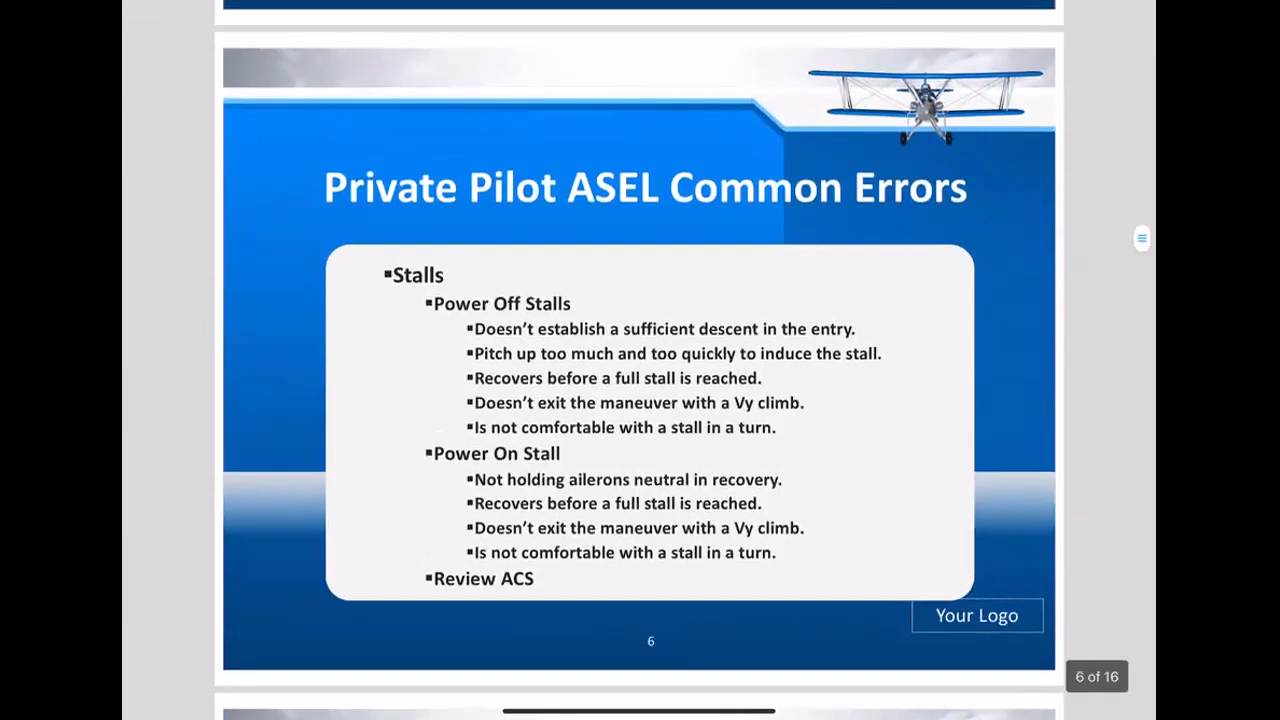 Private Pilot ASEL Common Errors
▪Stalls
▪Power Off Stalls
▪Doesn’t establish a sufficient descent in the entry.
▪Pitch up too much and too quickly to induce the stall.
▪Recovers before a full stall is reached.
▪Doesn’t exit the maneuver with a Vy climb.
▪Is not comfortable with a stall in a turn.
▪Power On Stall
▪Not holding ailerons neutral in recovery.
▪Recovers before a full stall is reached.
▪Doesn’t exit the maneuver with a Vy climb.
▪Is not comfortable with a stall in a turn.
▪Review ACS
Your Logo
6
6 of 16